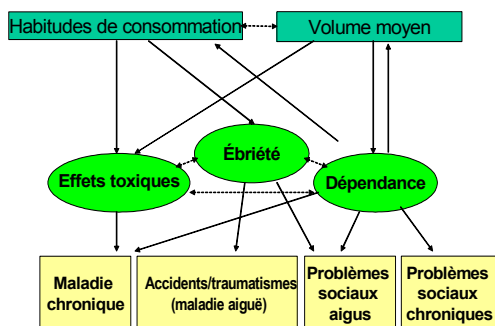 Habitudes de consommation
Volume moyen
Ébriété
Effets toxiques
Dépendance
Maladie
chronique
Accidents/traumatismes
(maladie aiguë)
Problèmes
sociaux
aigus
Problèmes
sociaux
chroniques